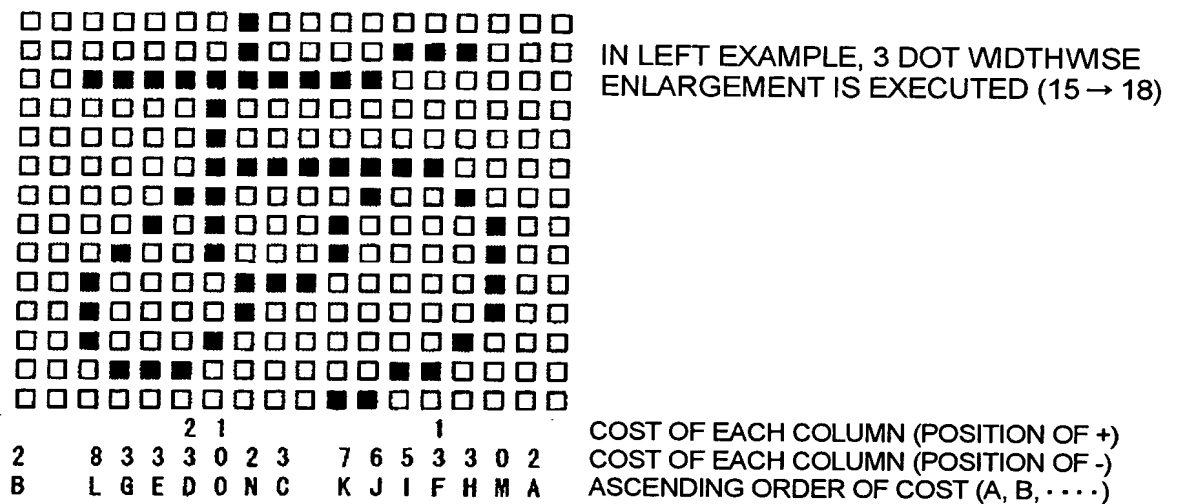 IN LEFT EXAMPLE, 3 DOT WIDTHWISE
ENLARGEMENT IS EXECUTED (15 → 18)
2 1 1 COST OF EACH COLUMN (POSITION OF +)
2 8 3 3 3 0 2 3 7 6 5 3 3 0 2 COST OF EACH COLUMN (POSITION OF -)
B L G E D O N C K J I F H M A ASCENDING ORDER OF COST (A, B, · · · ·)